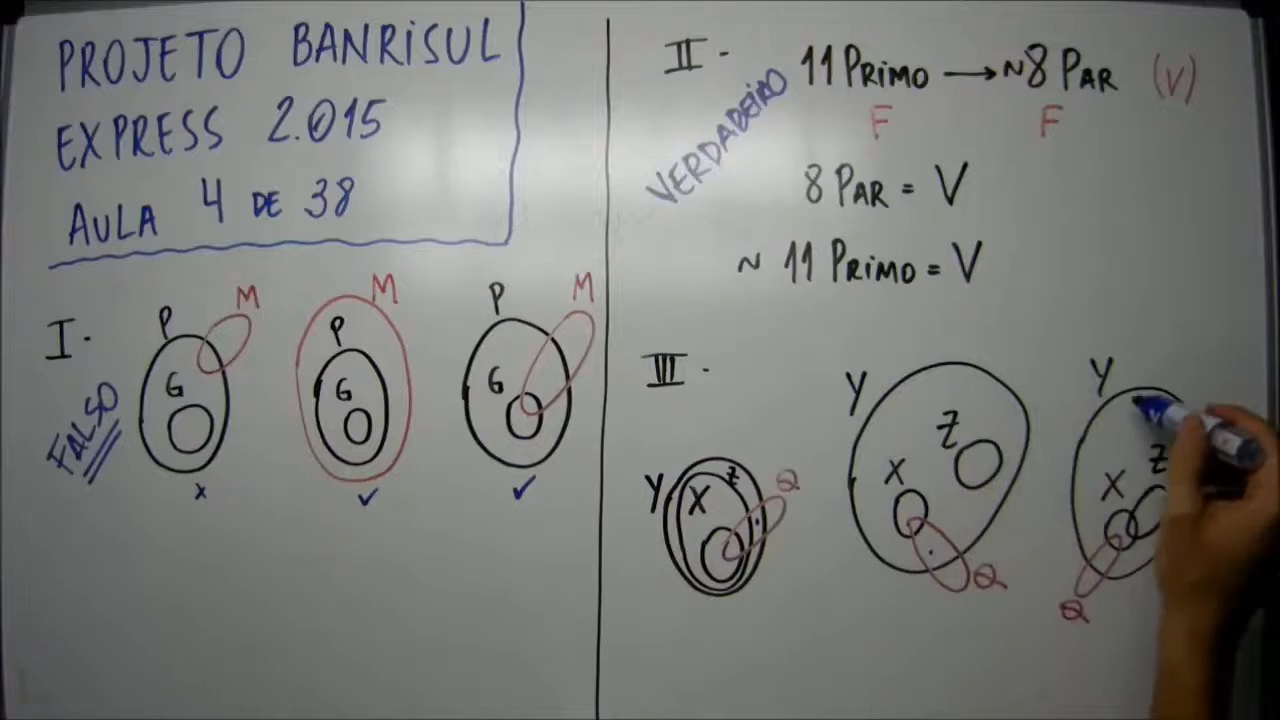 PROJETO BANRISUL
EXPRESS 2.015
AULA 4 DE 38
I.
FALSO
P M
G
x
M
P
G
✓
P M
G
✓
II - 11 PRIMO → ~8 PAR (V)
F F
VERDADEIRO
8 PAR = V
~ 11 PRIMO = V
III.
Y X Z Q
Y
Z
X
Q
Y
Z
X
Q